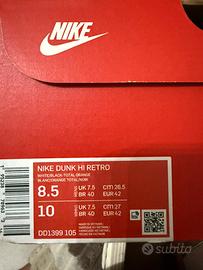 NIKE
NIKE DUNK HI RETRO
WHITE/BLACK-TOTAL ORANGE
BLANC/ORANGE TOTAL/NOIR
8.5 UK 7.5 cm 26.5
BR 40 EUR 42
10 UK 7.5 cm 27
BR 40 EUR 42
DD1399 105
subito